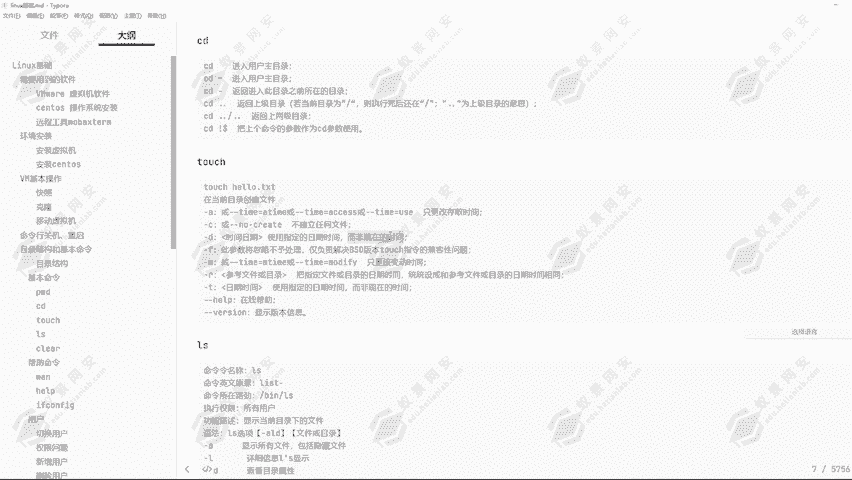 linux基础.md - Typora
文件(F) 编辑(E) 段落(P) 格式(O) 视图(V) 主题(T) 帮助(H)
文件 大纲
Linux基础
需要用到的软件
VMware 虚拟机软件
centos 操作系统安装
远程工具mobaxterm
环境安装
安装虚拟机
安装centos
VM基本操作
快照
克隆
移动虚拟机
命令行关机、重启
目录结构和基本命令
目录结构
基本命令
pwd
cd
touch
ls
clear
帮助命令
man
help
ifconfig
用户
切换用户
权限问题
新增用户
删除用户
cd
cd 进入用户主目录；
cd ~ 进入用户主目录；
cd - 返回进入此目录之前所在的目录；
cd .. 返回上级目录（若当前目录为“/“，则执行完后还在“/"；".."为上级目录的意思）；
cd ../.. 返回上两级目录；
cd !$ 把上个命令的参数作为cd参数使用。
touch
touch hello.txt
在当前目录创建文件
-a: 或--time=atime或--time=access或--time=use 只更改存取时间；
-c: 或--no-create 不建立任何文件；
-d: <时间日期> 使用指定的日期时间，而非现在的时间；
-f: 此参数将忽略不予处理，仅负责解决BSD版本touch指令的兼容性问题；
-m: 或--time=mtime或--time=modify 只更该变动时间；
-r: <参考文件或目录> 把指定文件或目录的日期时间，统统设成和参考文件或目录的日期时间相同；
-t: <日期时间> 使用指定的日期时间，而非现在的时间；
--help: 在线帮助；
--version: 显示版本信息。
选择语言
ls
命令令名称：ls
命令英文原意：list-
命令所在路劲：/bin/ls
执行权限：所有用户
功能描述：显示当前目录下的文件
语法：ls选项【-ald】【文件或目录】
-a 显示所有文件，包括隐藏文件
-l 详细信息l's显示
d 查看目录属性
7 / 5756
蚁景网安
edu.hetianlab.com